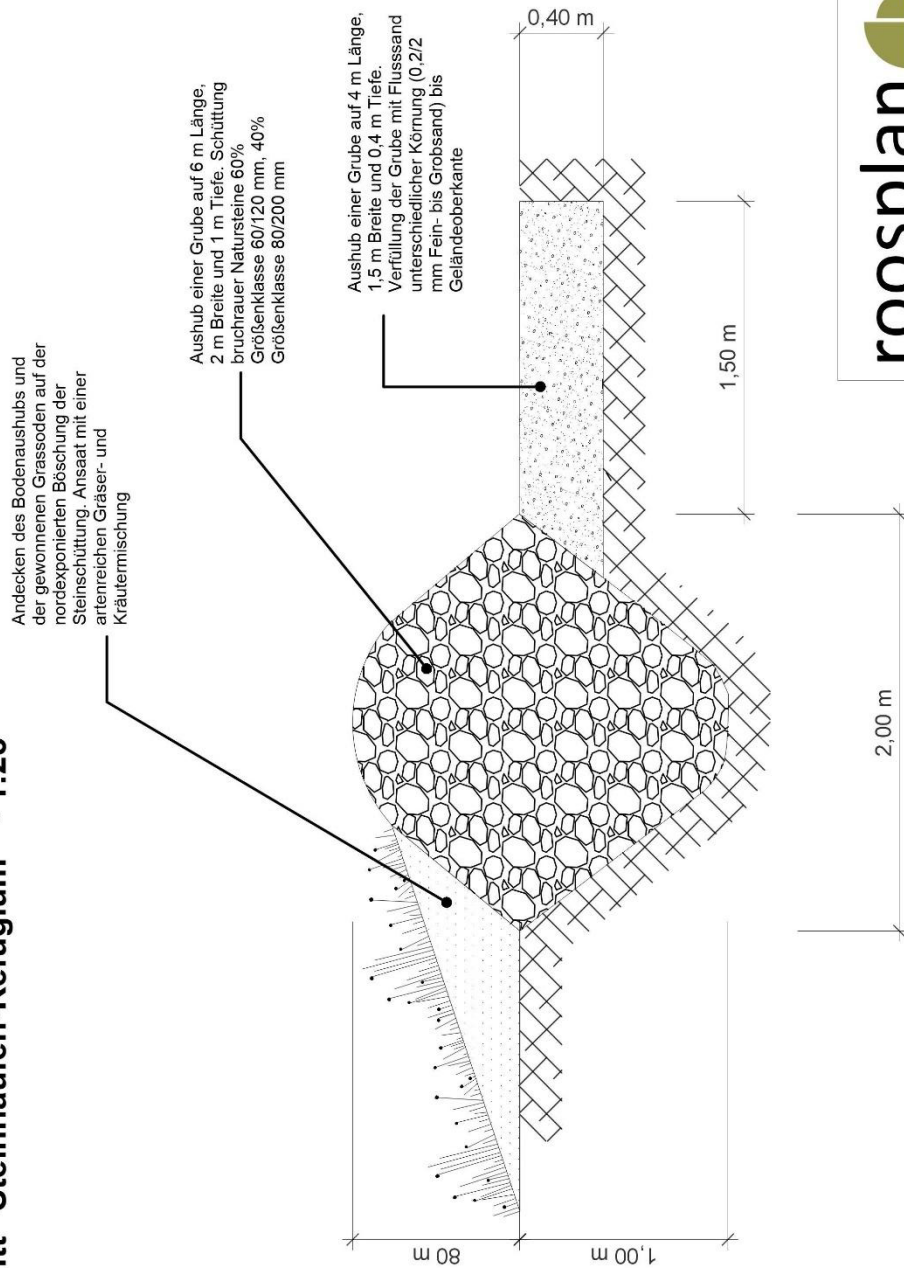 Steinhaufen-Refugium
Andecken des Bodenaushubs und
der gewonnenen Grassoden auf der
nordexponierten Böschung der
Steinschüttung. Ansaat mit einer
artenreichen Gräser- und
Kräutermischung
Aushub einer Grube auf 6 m Länge,
2 m Breite und 1 m Tiefe. Schüttung
bruchrauer Natursteine 60%
Größenklasse 60/120 mm, 40%
Größenklasse 80/200 mm
Aushub einer Grube auf 4 m Länge,
1,5 m Breite und 0,4 m Tiefe.
Verfüllung der Grube mit Flusssand
unterschiedlicher Körnung (0,2/2
mm Fein- bis Grobsand) bis
Geländeoberkante
0,40 m
80 m
1,00 m
1,50 m
2,00 m
roosplan